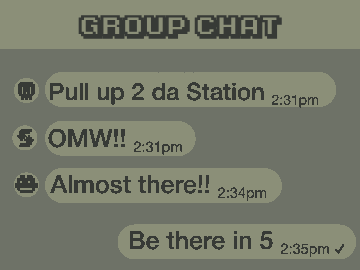 GROUP CHAT
Pull up 2 da Station 2:31pm
OMW!! 2:31pm
Almost there!! 2:34pm
Be there in 5 2:35pm ✓